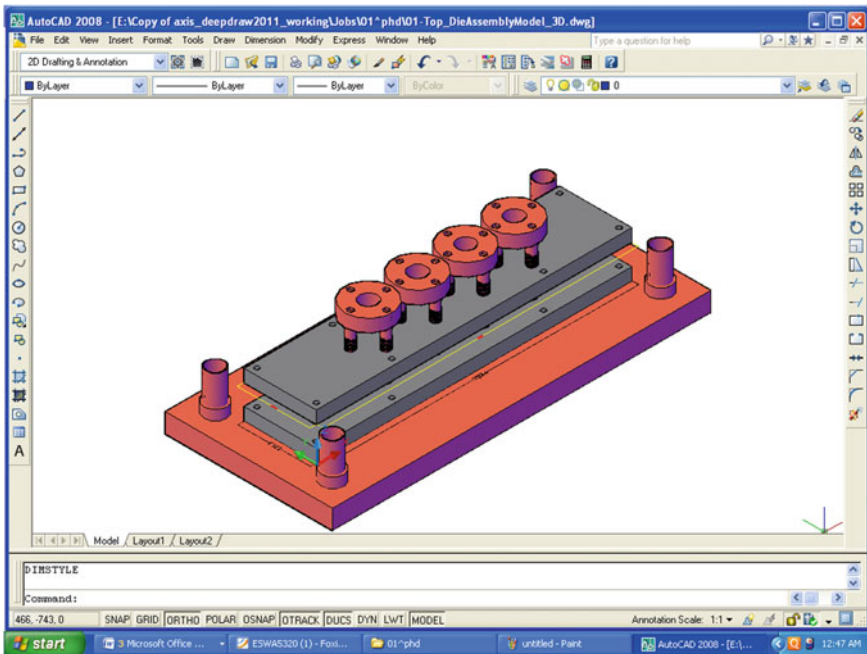 AutoCAD 2008 - [E:\Copy of axis_deepdraw2011_working\Jobs\01^phd\01-Top_DieAssemblyModel_3D.dwg]
File Edit View Insert Format Tools Draw Dimension Modify Express Window Help Type a question for help
2D Drafting & Annotation
ByLayer ByLayer ByLayer ByColor 0
A
Model Layout1 Layout2
DIMSTYLE
Command:
466, -743, 0 SNAP GRID ORTHO POLAR OSNAP OTRACK DUCS DYN LWT MODEL Annotation Scale: 1:1
start 3 Microsoft Office ... ESWA5320 (1) - Foxi... 01^phd untitled - Paint AutoCAD 2008 - [E:\... 12:47 AM